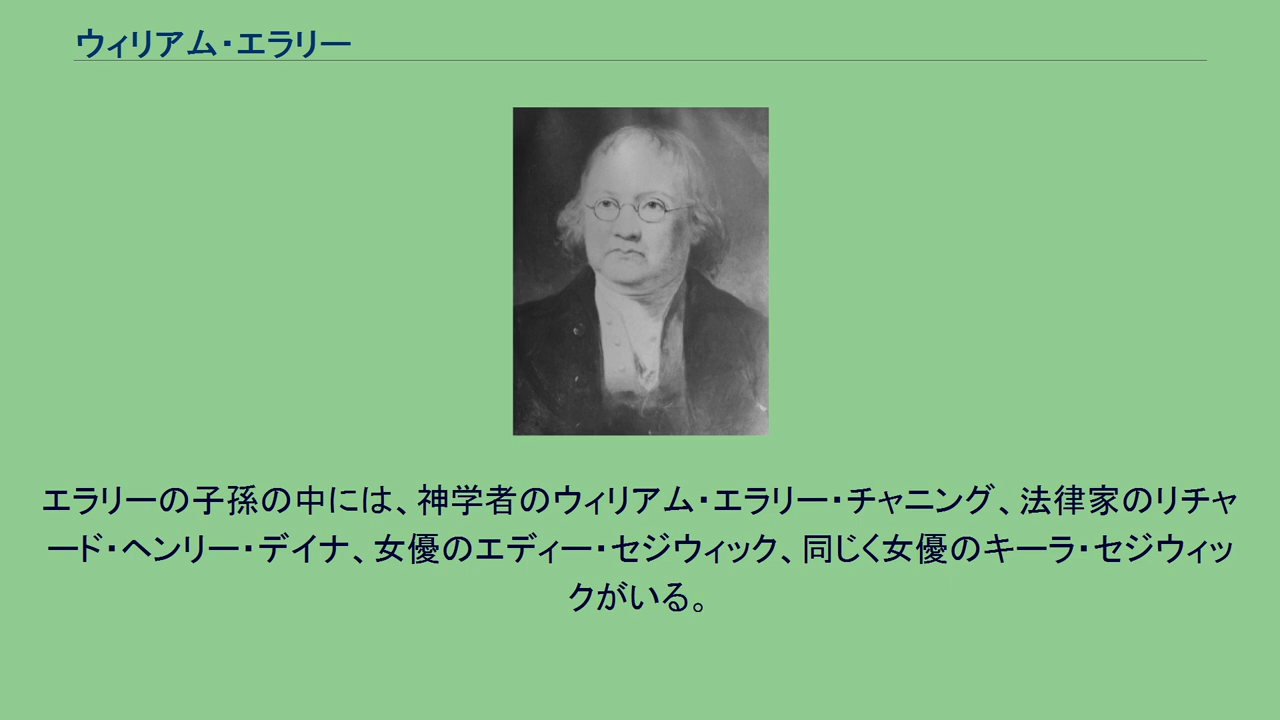 ウィリアム・エラリー
エラリーの子孫の中には、神学者のウィリアム・エラリー・チャニング、法律家のリチャ
ード・ヘンリー・デイナ、女優のエディー・セジウィック、同じく女優のキーラ・セジウィッ
クがいる。